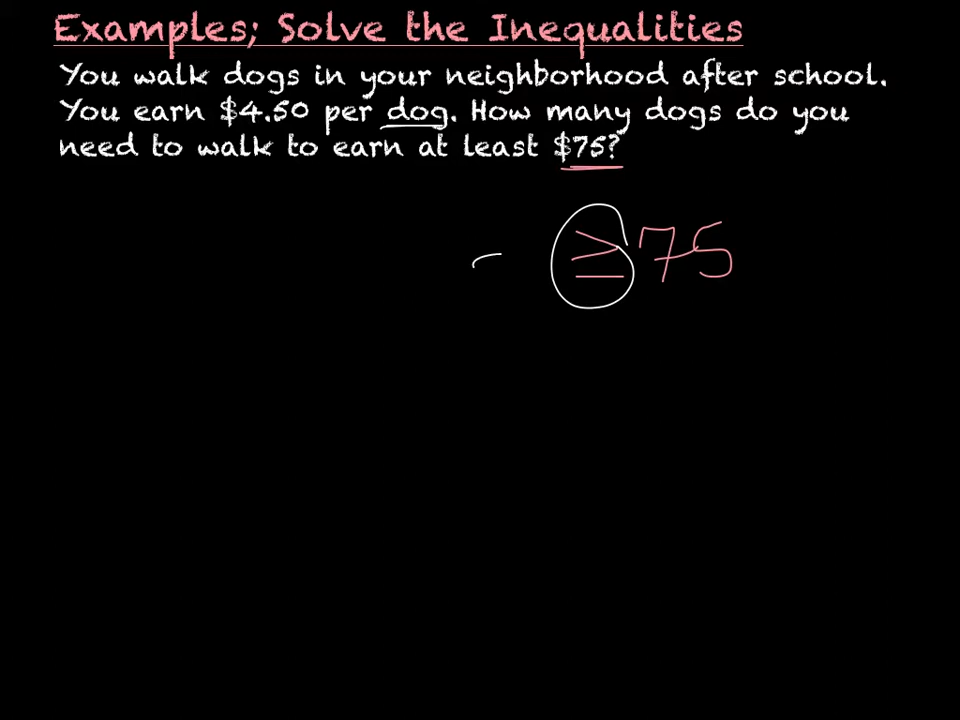 Examples; Solve the Inequalities
You walk dogs in your neighborhood after school.
You earn $4.50 per dog. How many dogs do you
need to walk to earn at least $75?
≥ 75